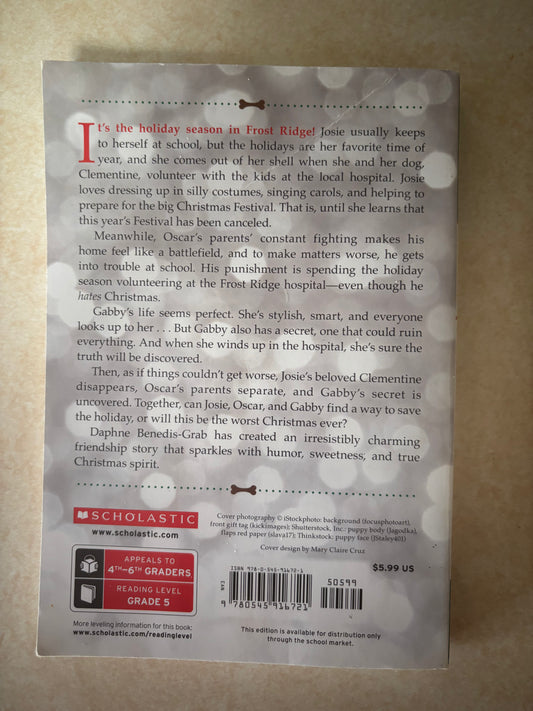 It's the holiday season in Frost Ridge! Josie usually keeps
to herself at school, but the holidays are her favorite time of
year, and she comes out of her shell when she and her dog,
Clementine, volunteer with the kids at the local hospital. Josie
loves dressing up in silly costumes, singing carols, and helping to
prepare for the big Christmas Festival. That is, until she learns that
this year's Festival has been canceled.
Meanwhile, Oscar's parents' constant fighting makes his
home feel like a battlefield, and to make matters worse, he gets
into trouble at school. His punishment is spending the holiday
season volunteering at the Frost Ridge hospital—even though he
hates Christmas.
Gabby's life seems perfect. She's stylish, smart, and everyone
looks up to her . . . But Gabby also has a secret, one that could ruin
everything. And when she winds up in the hospital, she's sure the
truth will be discovered.
Then, as if things couldn't get worse, Josie's beloved Clementine
disappears, Oscar's parents separate, and Gabby's secret is
uncovered. Together, can Josie, Oscar, and Gabby find a way to save
the holiday, or will this be the worst Christmas ever?
Daphne Benedis-Grab has created an irresistibly charming
friendship story that sparkles with humor, sweetness, and true
Christmas spirit.
SCHOLASTIC
www.scholastic.com
APPEALS TO
4TH–6TH GRADERS
READING LEVEL
GRADE 5
More leveling information for this book:
www.scholastic.com/readinglevel
Cover photography © iStockphoto: background (focusphotoart),
front gift tag (kickimages); Shutterstock, Inc.: puppy body (Jagodka),
flaps red paper (slava17); Thinkstock: puppy face (JStaley401)
Cover design by Mary Claire Cruz
$5.99 US
ISBN 978-0-545-91672-1
50599
EAN
9 780545 916721
This edition is available for distribution only
through the school market.